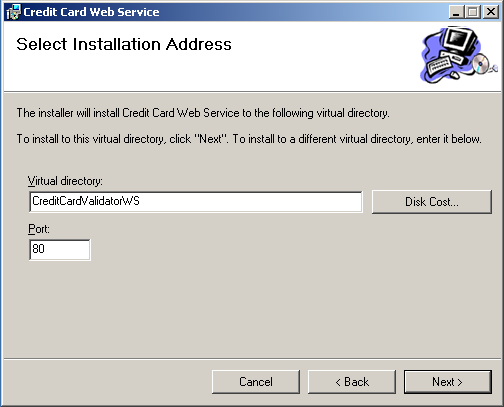 Credit Card Web Service
Select Installation Address
The installer will install Credit Card Web Service to the following virtual directory.
To install to this virtual directory, click "Next". To install to a different virtual directory, enter it below.
Virtual directory:
CreditCardValidatorWS
Disk Cost...
Port:
80
Cancel
< Back
Next >